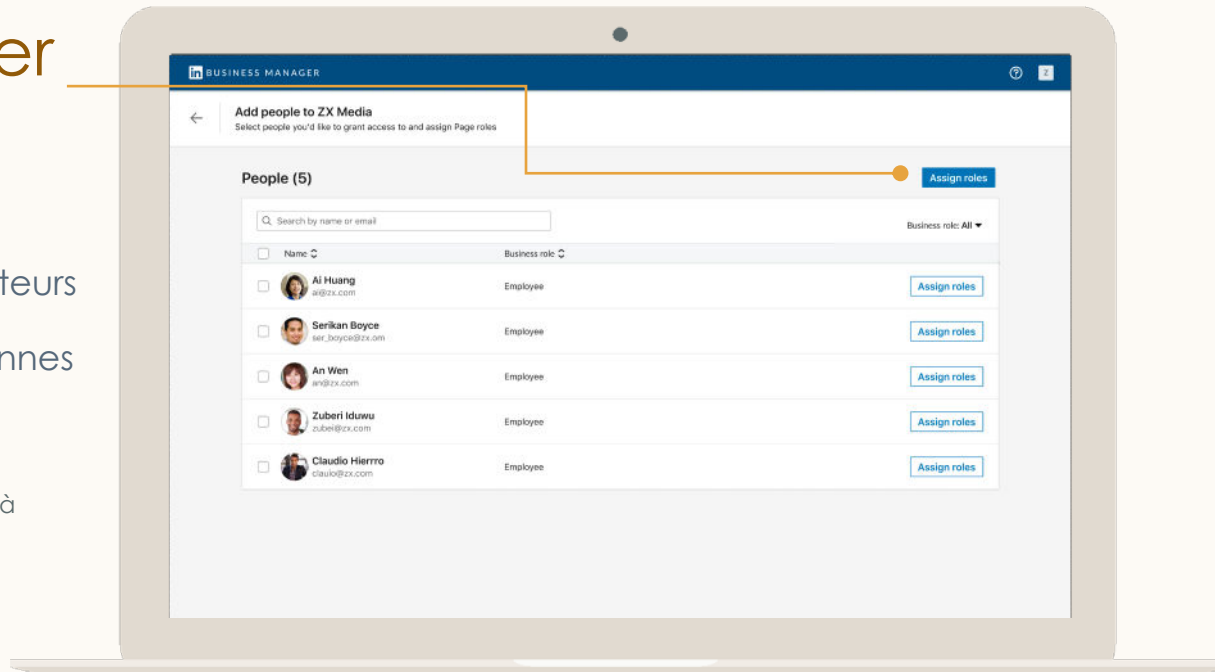 er
teurs
nnes
à
in BUSINESS MANAGER
Z
Add people to ZX Media
Select people you'd like to grant access to and assign Page roles
People (5)
Assign roles
Search by name or email
Business role: All
Name
Business role
Ai Huang
ai@zx.com
Employee
Assign roles
Serikan Boyce
ser_boyce@zx.om
Employee
Assign roles
An Wen
an@zx.com
Employee
Assign roles
Zuberi Iduwu
zubei@zx.com
Employee
Assign roles
Claudio Hierrro
claulo@zx.com
Employee
Assign roles